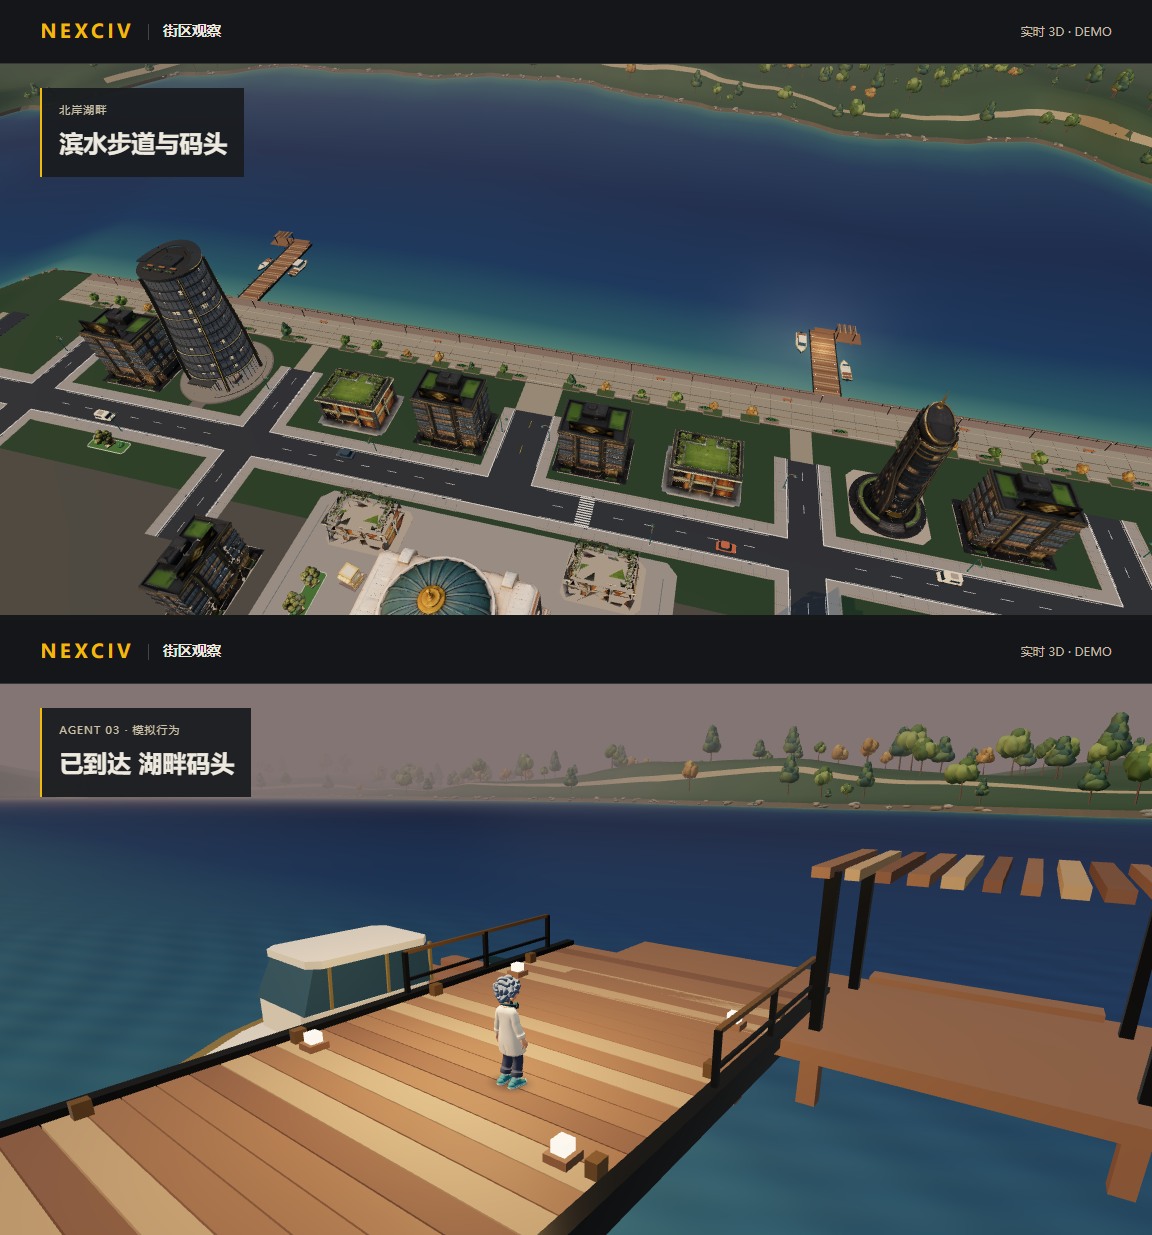 NEXCIV 街区观察 实时 3D · DEMO
北岸湖畔
滨水步道与码头
NEXCIV 街区观察 实时 3D · DEMO
AGENT 03 · 模拟行为
已到达 湖畔码头